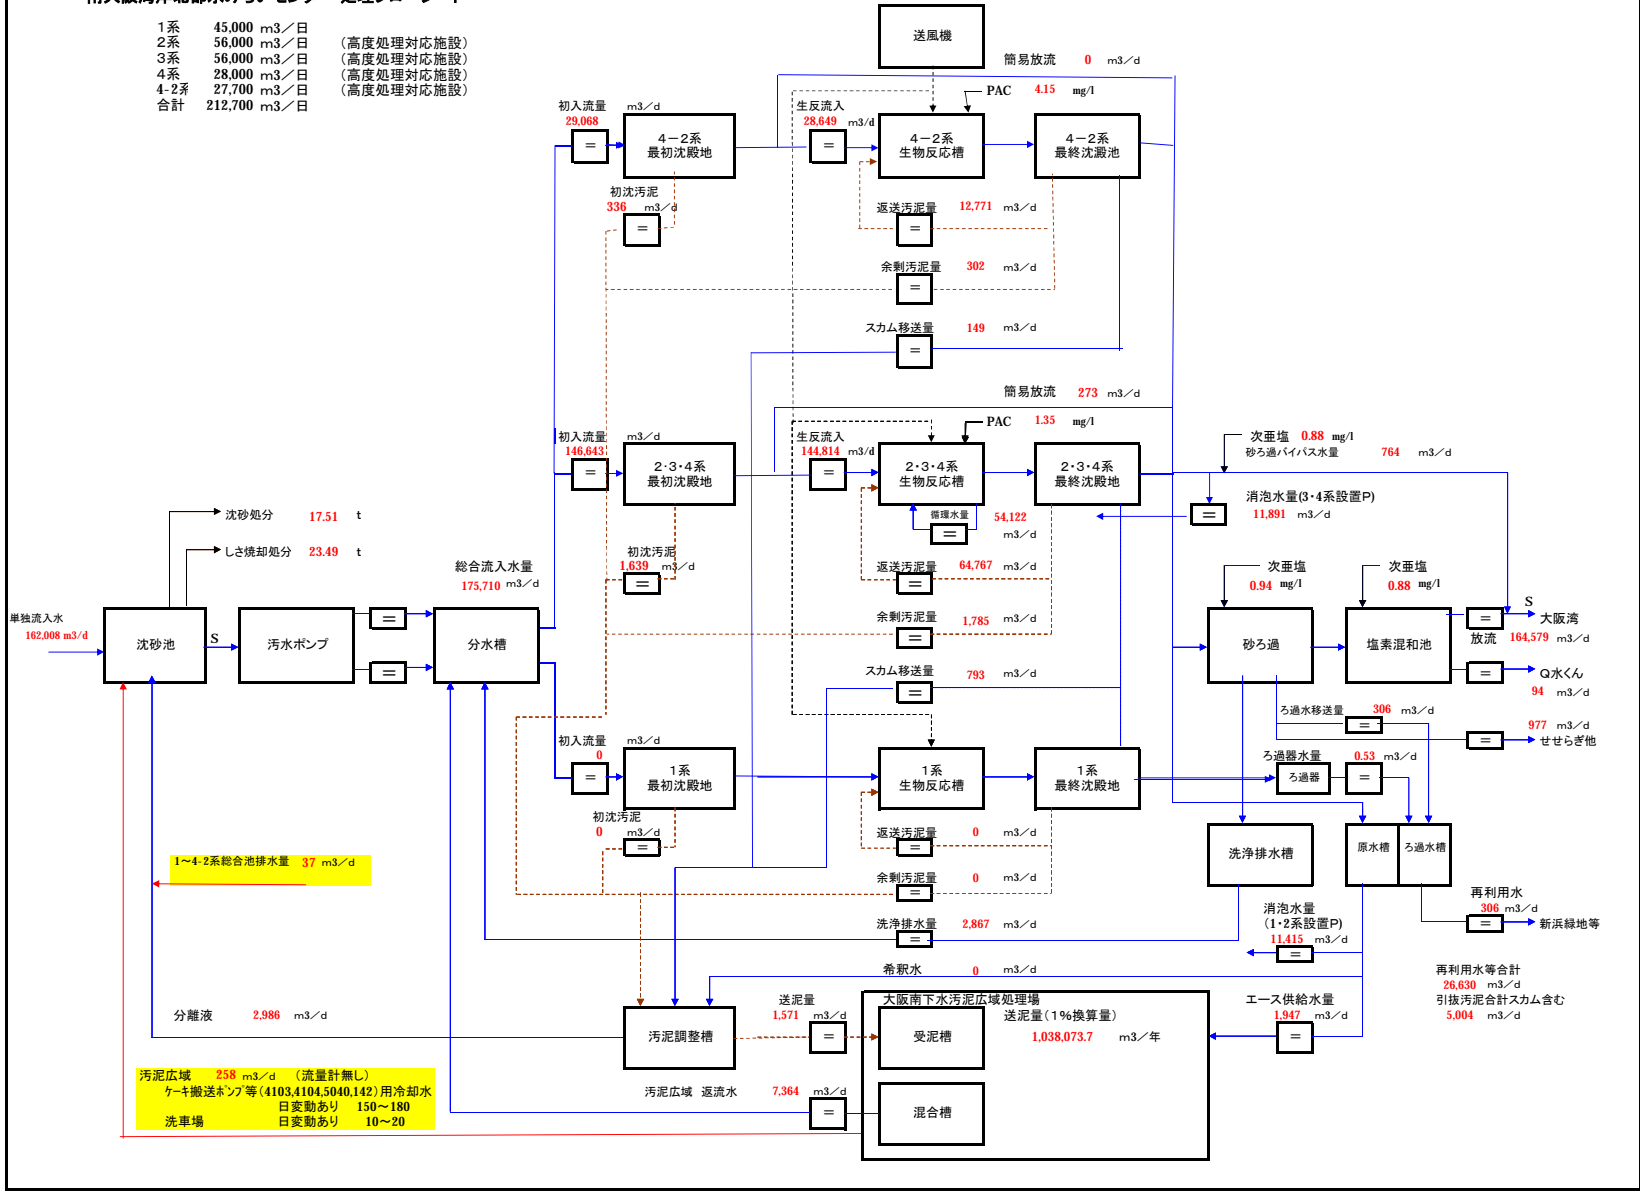 1系 45,000 m3/日
2系 56,000 m3/日 (高度処理対応施設)
3系 56,000 m3/日 (高度処理対応施設)
4系 28,000 m3/日 (高度処理対応施設)
4-2系 27,700 m3/日 (高度処理対応施設)
合計 212,700 m3/日
送風機
簡易放流 0 m3/d
PAC 4.15 mg/l
初入流量 m3/d
29,068
=
4-2系
最初沈殿地
生反流入
28,649 m3/d
=
4-2系
生物反応槽
4-2系
最終沈澱池
初沈汚泥
336 m3/d
=
返送汚泥量 12,771 m3/d
=
余剰汚泥量 302 m3/d
=
スカム移送量 149 m3/d
=
簡易放流 273 m3/d
PAC 1.35 mg/l
初入流量 m3/d
146,643
=
2・3・4系
最初沈殿地
生反流入
144,814 m3/d
=
2・3・4系
生物反応槽
2・3・4系
最終沈殿地
次亜塩 0.88 mg/l
砂ろ過バイパス水量 764 m3/d
消泡水量(3・4系設置P)
11,891 m3/d
=
循環水量 54,122
= m3/d
沈砂処分 17.51 t
しさ焼却処分 23.49 t
初沈汚泥
1,639 m3/d
=
返送汚泥量 64,767 m3/d
=
余剰汚泥量 1,785 m3/d
=
スカム移送量 793 m3/d
=
総合流入水量
175,710 m3/d
単独流入水
162,008 m3/d
沈砂池
S
汚水ポンプ
=
=
分水槽
次亜塩
0.94 mg/l
次亜塩
0.88 mg/l
砂ろ過
塩素混和池
=
S
大阪湾
放流 164,579 m3/d
=
Q水くん
94 m3/d
ろ過水移送量 306 m3/d
=
977 m3/d
=
せせらぎ他
初入流量 m3/d
0
=
1系
最初沈殿地
1系
生物反応槽
1系
最終沈殿地
ろ過器水量 0.53 m3/d
ろ過器
=
初沈汚泥
0 m3/d
=
返送汚泥量 0 m3/d
=
余剰汚泥量 0 m3/d
=
洗浄排水槽
原水槽
ろ過水槽
1~4-2系総合池排水量 37 m3/d
洗浄排水量 2,867 m3/d
=
消泡水量
(1・2系設置P)
11,415 m3/d
=
再利用水
306 m3/d
=
新浜緑地等
希釈水 0 m3/d
再利用水等合計
26,630 m3/d
引抜汚泥合計スカム含む
5,004 m3/d
分離液 2,986 m3/d
汚泥調整槽
送泥量
1,571 m3/d
=
大阪南下水汚泥広域処理場
受泥槽
送泥量(1%換算量)
1,038,073.7 m3/年
エース供給水量
1,947 m3/d
=
汚泥広域 258 m3/d (流量計無し)
ケーキ搬送ポンプ等(4103,4104,5040,142)用冷却水
日変動あり 150~180
洗車場 日変動あり 10~20
汚泥広域 返流水 7,364 m3/d
=
混合槽